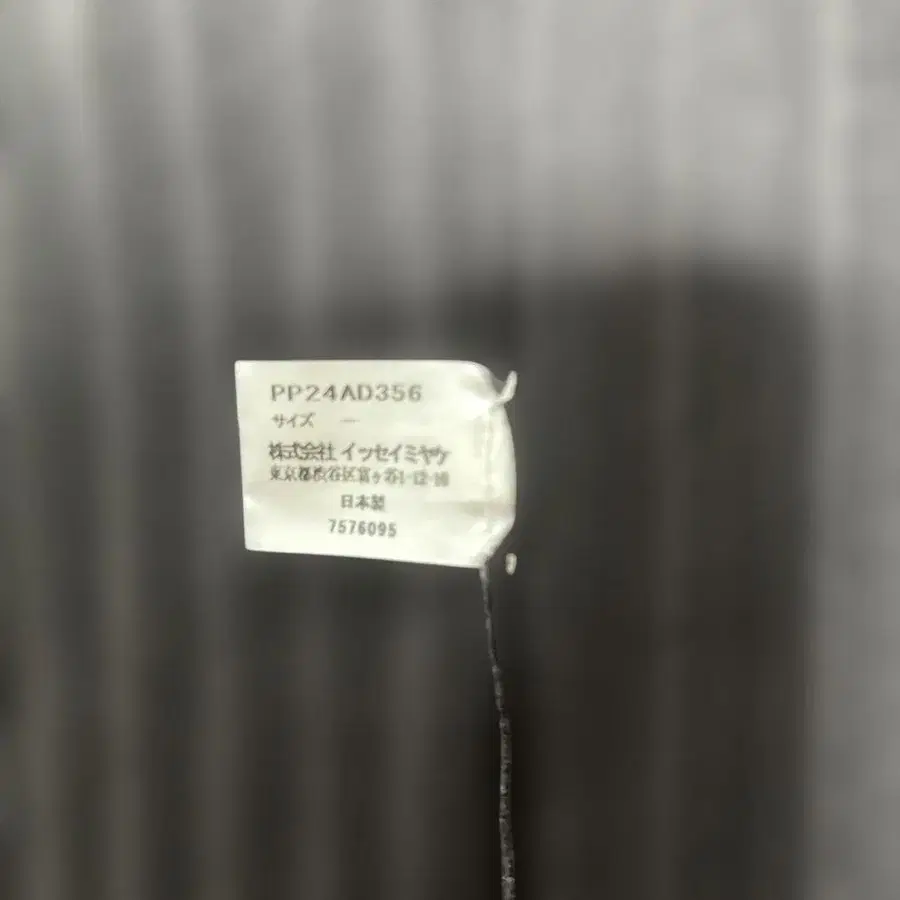 PP24AD356
サイズ —
株式会社 イッセイミヤケ
東京都渋谷区富ヶ谷1-12-10
日本製
7576095